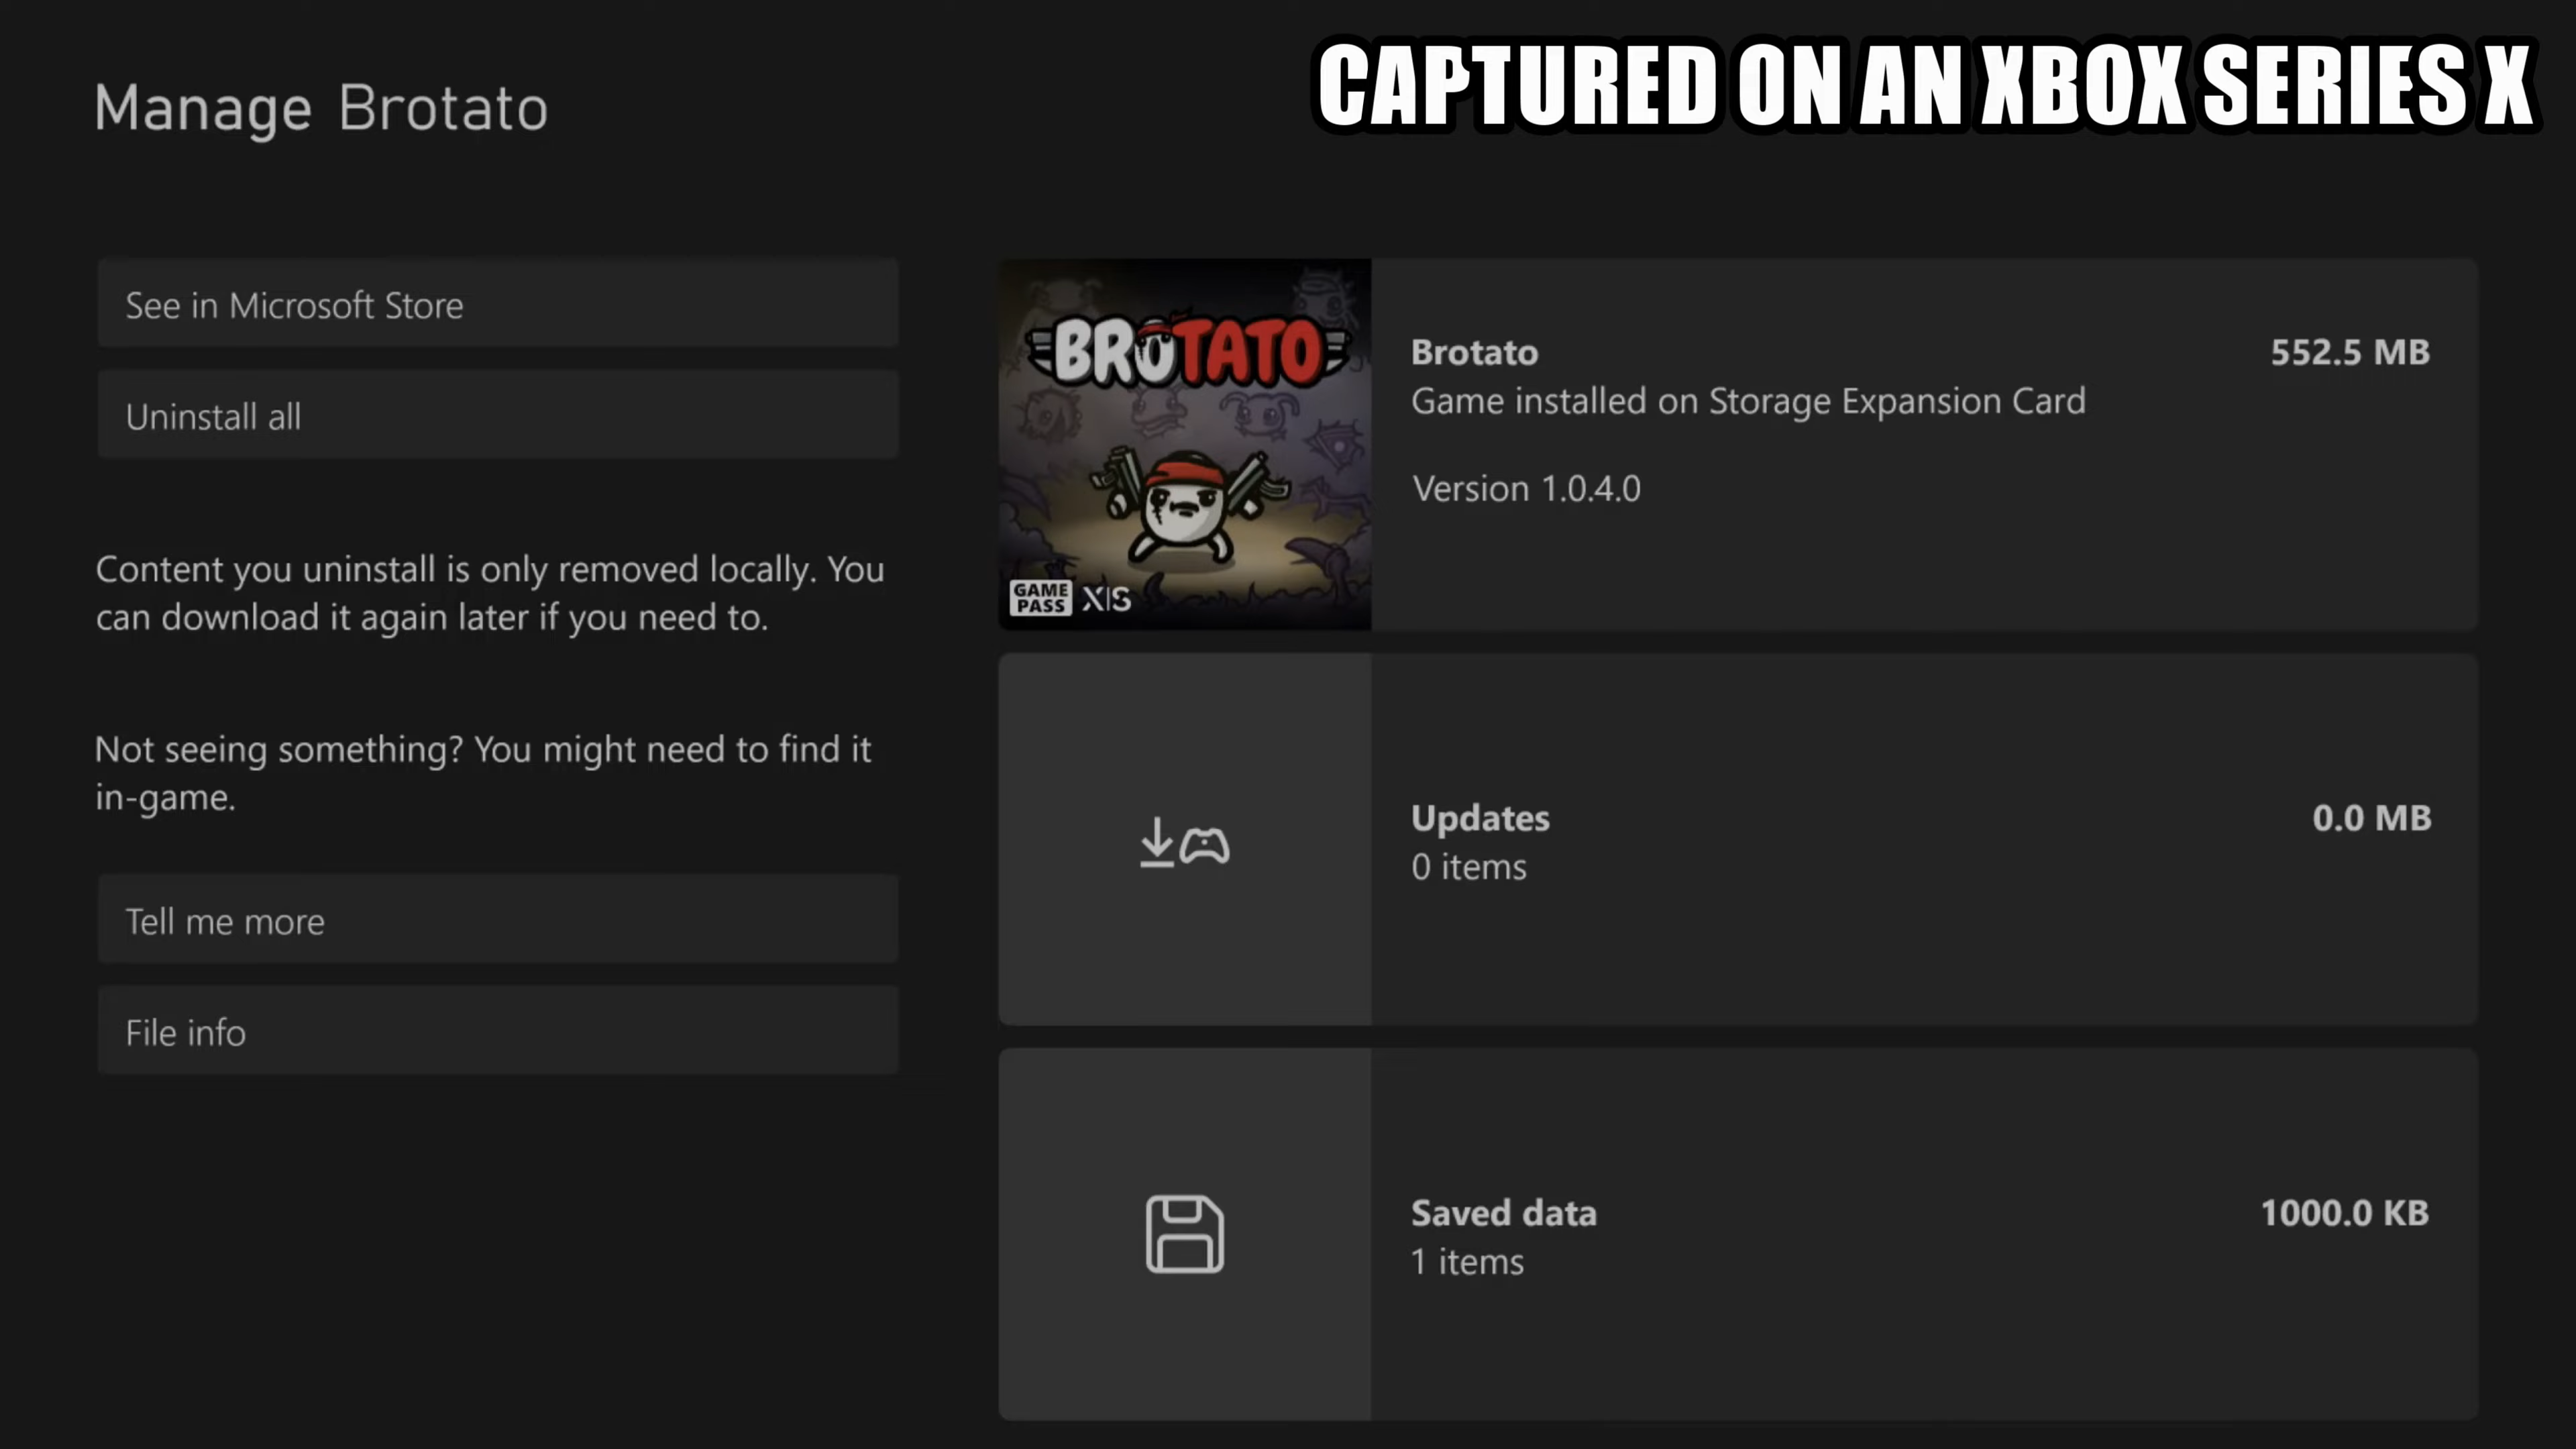 CAPTURED ON AN XBOX SERIES X
Manage Brotato
See in Microsoft Store
Uninstall all
Content you uninstall is only removed locally. You
can download it again later if you need to.
Not seeing something? You might need to find it
in-game.
Tell me more
File info
BROTATO
GAME
PASS
X|S
Brotato
552.5 MB
Game installed on Storage Expansion Card
Version 1.0.4.0
Updates
0.0 MB
0 items
Saved data
1000.0 KB
1 items